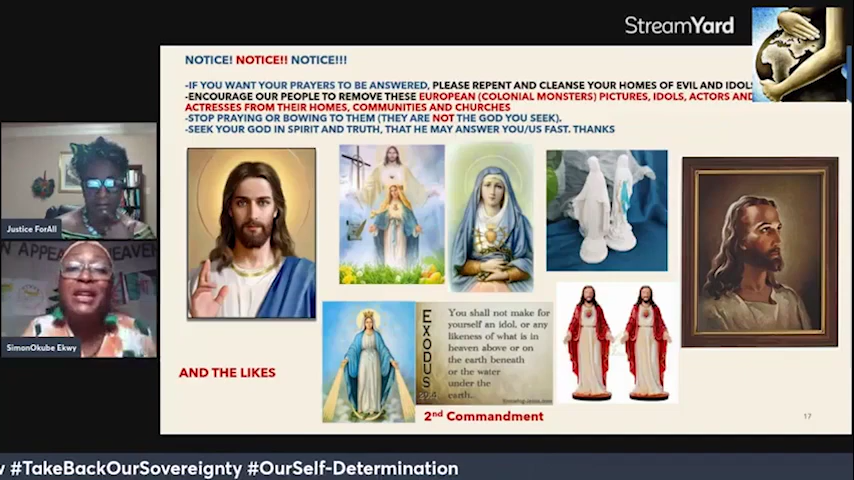 StreamYard
NOTICE! NOTICE!! NOTICE!!!
-IF YOU WANT YOUR PRAYERS TO BE ANSWERED, PLEASE REPENT AND CLEANSE YOUR HOMES OF EVIL AND IDOLS
-ENCOURAGE OUR PEOPLE TO REMOVE THESE EUROPEAN (COLONIAL MONSTERS) PICTURES, IDOLS, ACTORS AND
ACTRESSES FROM THEIR HOMES, COMMUNITIES AND CHURCHES
-STOP PRAYING OR BOWING TO THEM (THEY ARE NOT THE GOD YOU SEEK).
-SEEK YOUR GOD IN SPIRIT AND TRUTH, THAT HE MAY ANSWER YOU/US FAST. THANKS
Justice ForAll
AN APPEA HEAVEN
SimonOkube Ekwy
EXODUS
20:4
You shall not make for
yourself an idol, or any
likeness of what is in
heaven above or on
the earth beneath
or the water
under the
earth..
AND THE LIKES
2nd Commandment
17
#TakeBackOurSovereignty #OurSelf-Determination